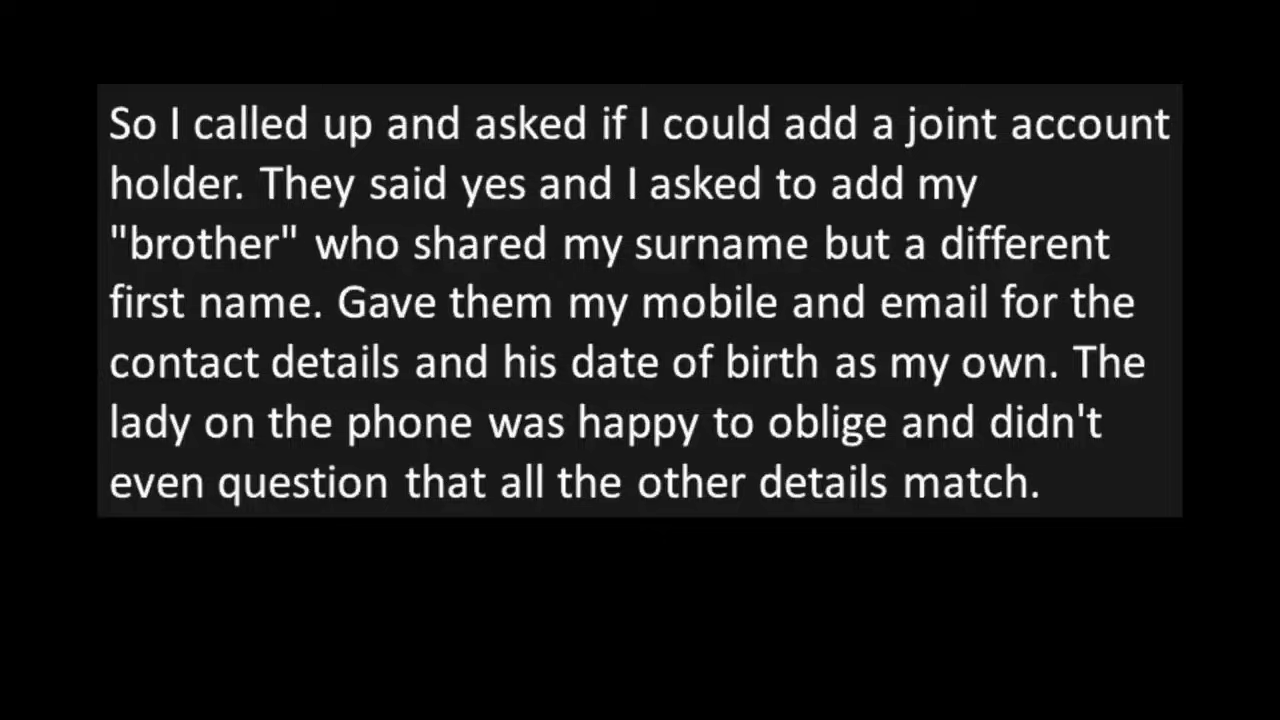 So I called up and asked if I could add a joint account
holder. They said yes and I asked to add my
"brother" who shared my surname but a different
first name. Gave them my mobile and email for the
contact details and his date of birth as my own. The
lady on the phone was happy to oblige and didn't
even question that all the other details match.